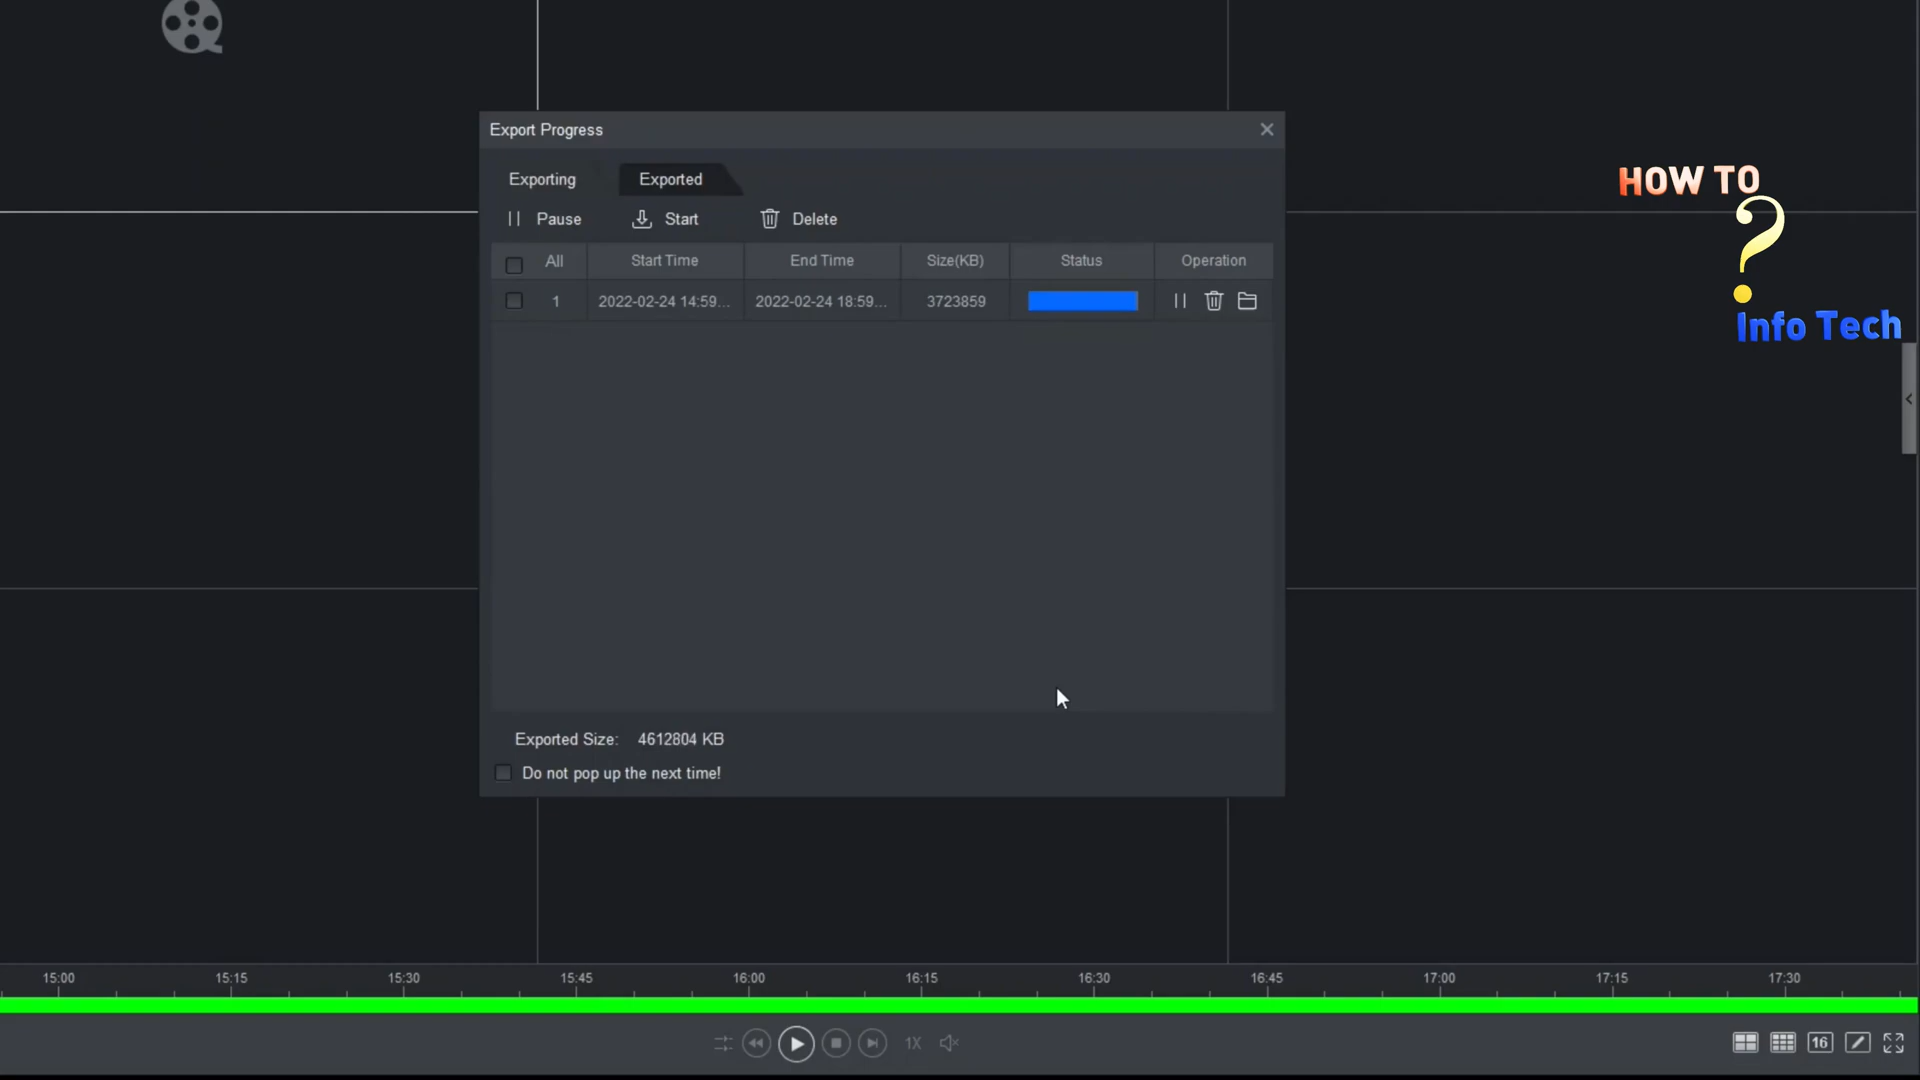 Export Progress
Exporting Exported
Pause Start Delete
All Start Time End Time Size(KB) Status Operation
1 2022-02-24 14:59... 2022-02-24 18:59... 3723859
Exported Size: 4612804 KB
Do not pop up the next time!
HOW TO
?
Info Tech
15:00 15:15 15:30 15:45 16:00 16:15 16:30 16:45 17:00 17:15 17:30
1X 16